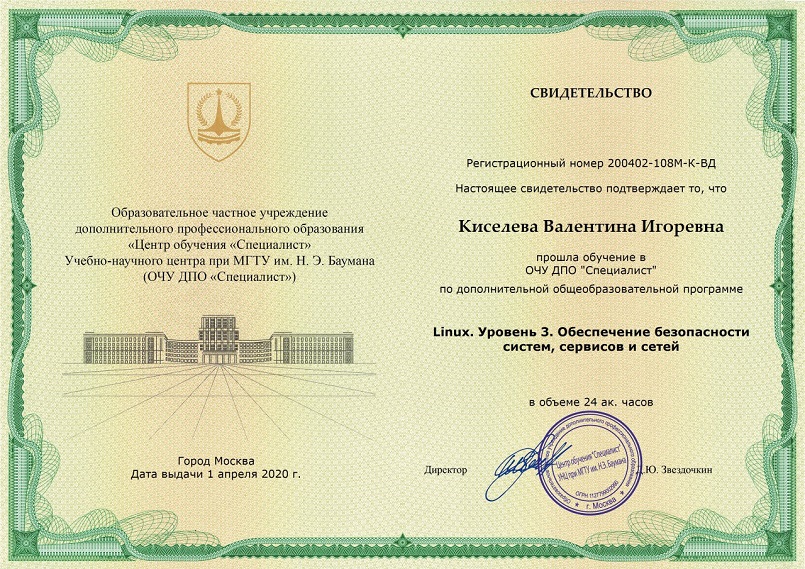 Образовательное частное учреждение
дополнительного профессионального образования
«Центр обучения «Специалист»
Учебно-научного центра при МГТУ им. Н. Э. Баумана
(ОЧУ ДПО «Специалист»)
Город Москва
Дата выдачи 1 апреля 2020 г.
СВИДЕТЕЛЬСТВО
Регистрационный номер 200402-108М-К-ВД
Настоящее свидетельство подтверждает то, что
Киселева Валентина Игоревна
прошла обучение в
ОЧУ ДПО "Специалист"
по дополнительной общеобразовательной программе
Linux. Уровень 3. Обеспечение безопасности
систем, сервисов и сетей
в объеме 24 ак. часов
Директор
.Ю. Звездочкин
Центр обучения "Специалист"
УНЦ при МГТУ им. Н.Э. Баумана
г. Москва